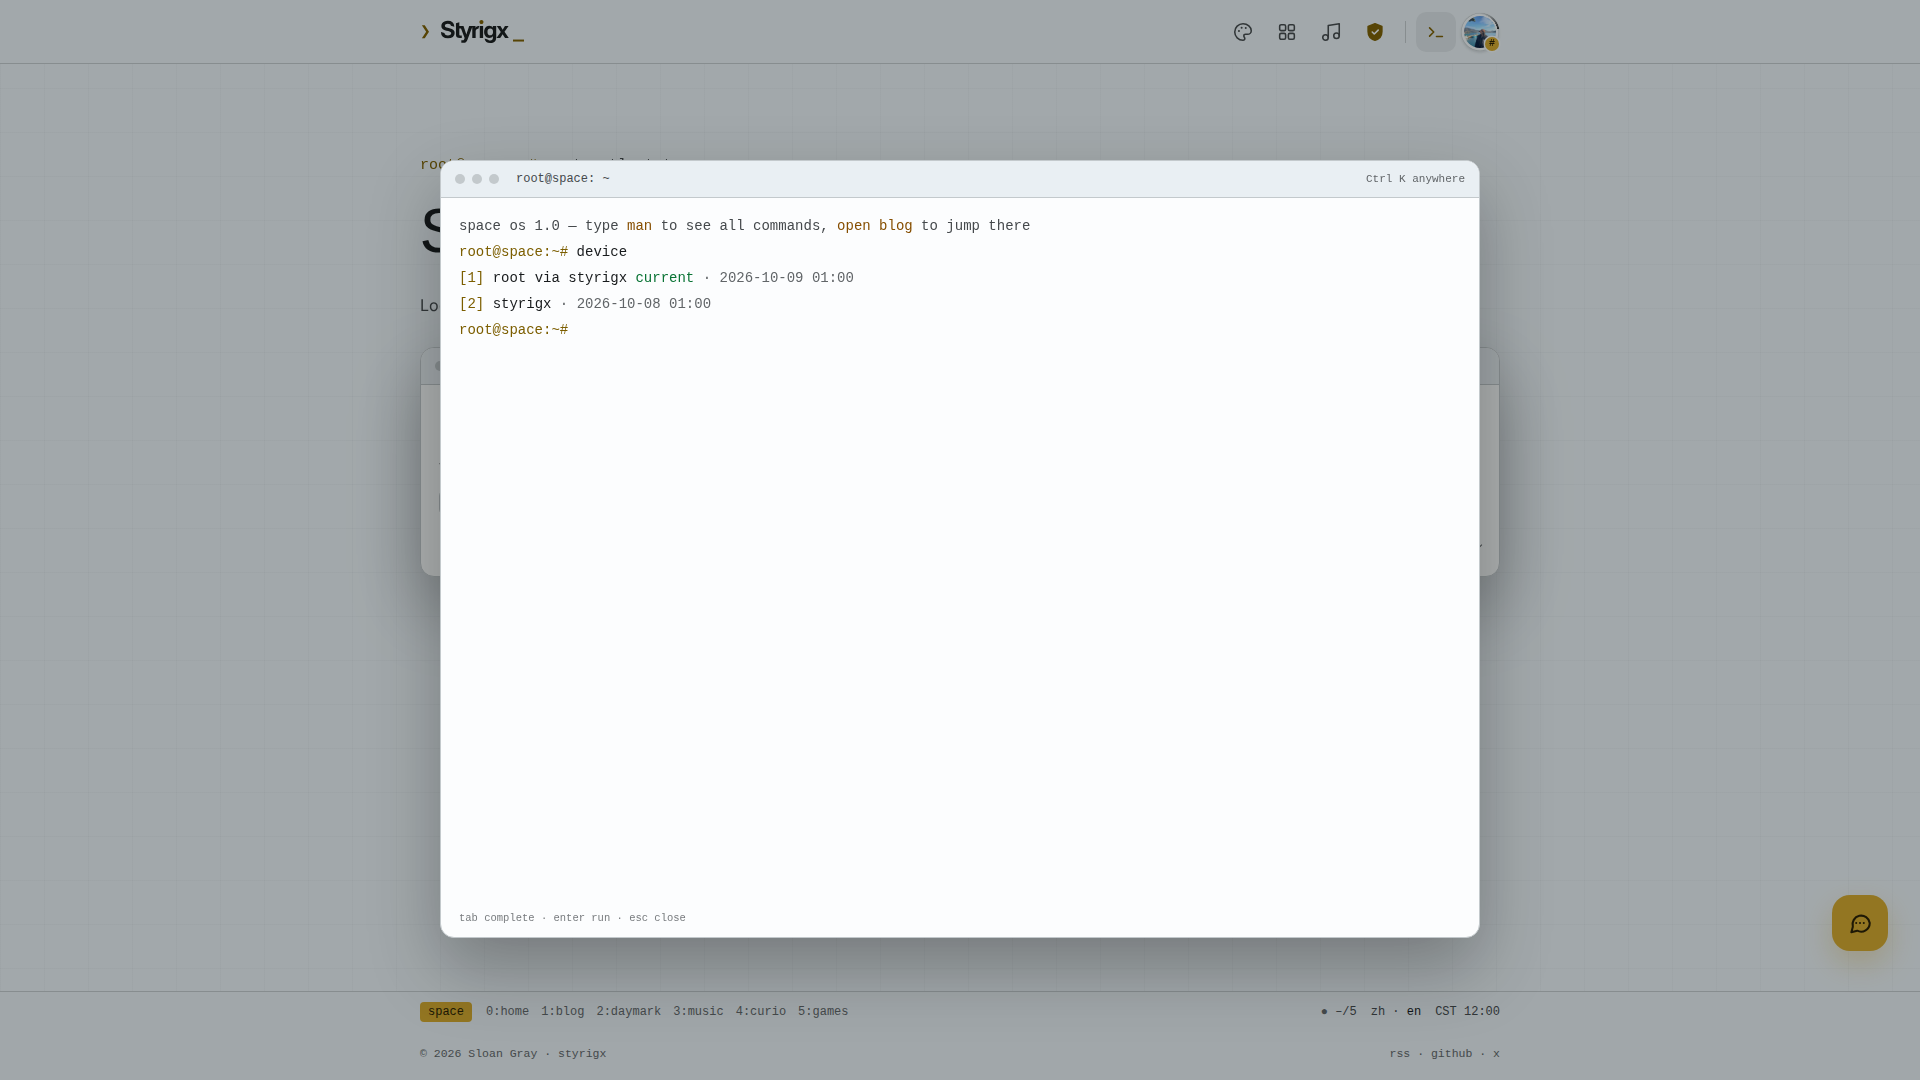 ❯ Styrigx _
root@space: ~
Ctrl K anywhere
space os 1.0 — type man to see all commands, open blog to jump there
root@space:~# device
[1] root via styrigx current · 2026-10-09 01:00
[2] styrigx · 2026-10-08 01:00
root@space:~#
tab complete · enter run · esc close
space 0:home 1:blog 2:daymark 3:music 4:curio 5:games
● –/5 zh · en CST 12:00
© 2026 Sloan Gray · styrigx
rss · github · x